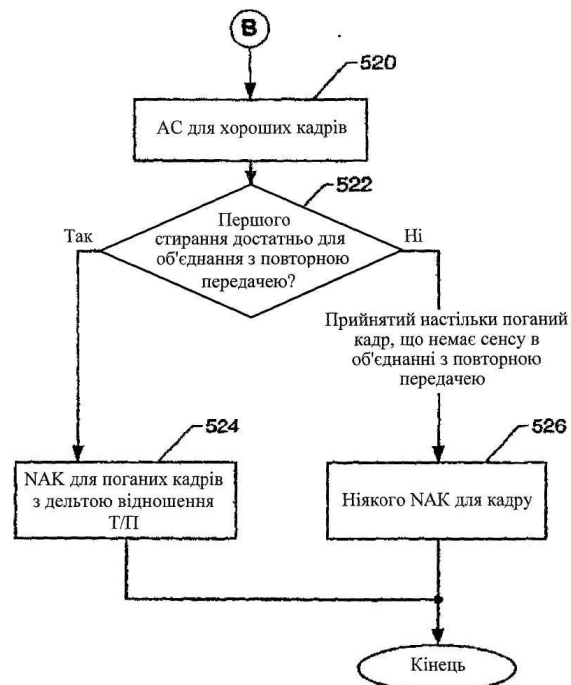 B
520
АС для хороших кадрів
522
Першого
стирання достатньо для
об'єднання з повторною
передачею?
Так
Ні
Прийнятий настільки поганий
кадр, що немає сенсу в
об'єднанні з повторною
передачею
524
NAK для поганих кадрів
з дельтою відношення
Т/П
526
Ніякого NAK для кадру
Кінець